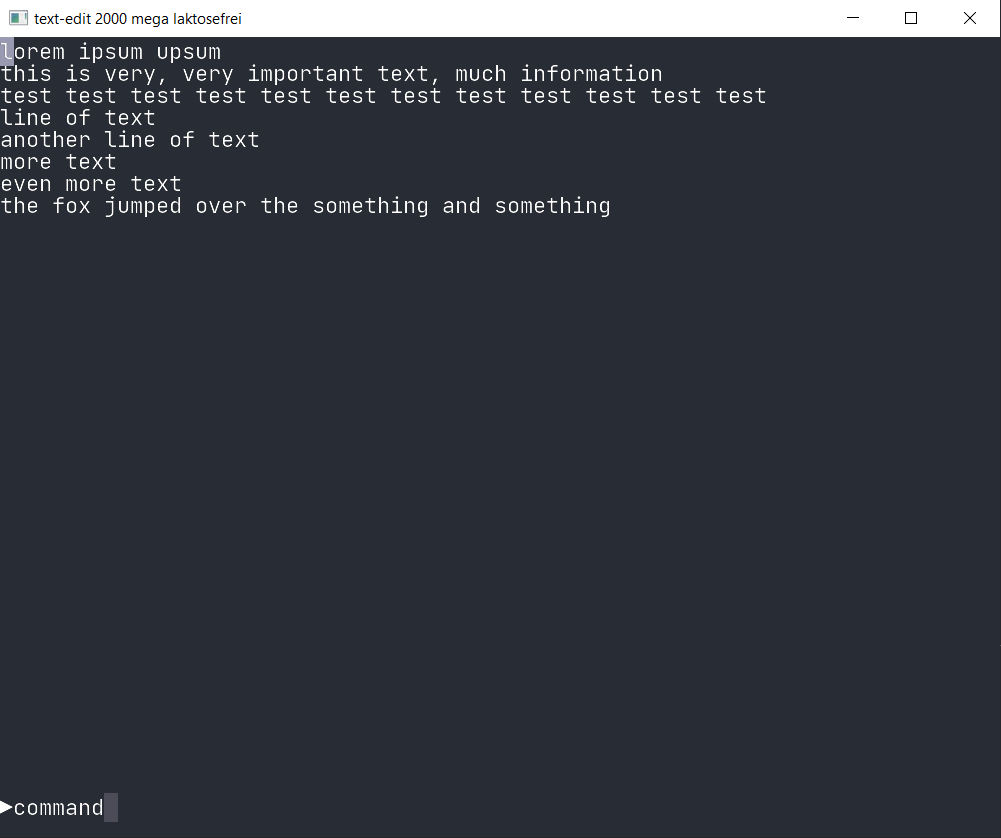 text-edit 2000 mega laktosefrei
lorem ipsum upsum
this is very, very important text, much information
test test test test test test test test test test test test
line of text
another line of text
more text
even more text
the fox jumped over the something and something
►command